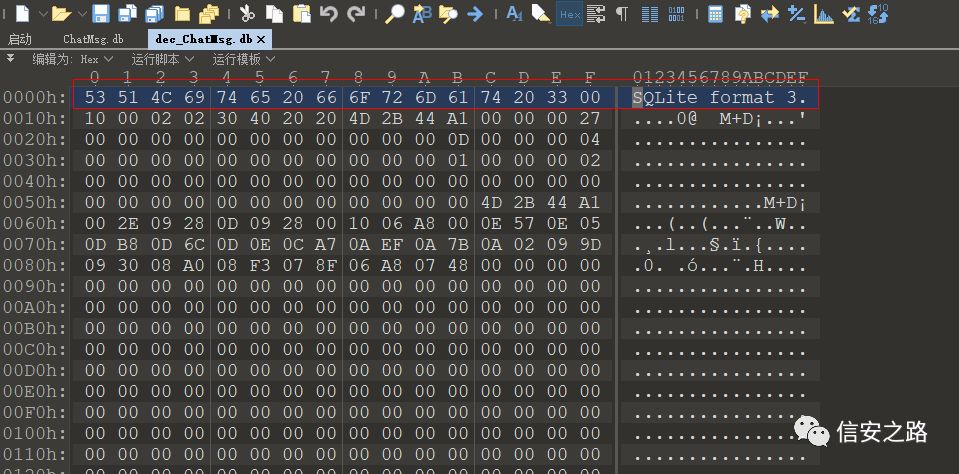 启动 ChatMsg.db dec_ChatMsg.db ×
编辑为: Hex 运行脚本 运行模板
0 1 2 3 4 5 6 7 8 9 A B C D E F 0123456789ABCDEF
0000h: 53 51 4C 69 74 65 20 66 6F 72 6D 61 74 20 33 00 SQLite format 3.
0010h: 10 00 02 02 30 40 20 20 4D 2B 44 A1 00 00 00 27 ....0@  M+D¡...'
0020h: 00 00 00 00 00 00 00 00 00 00 0D 00 00 00 04 ................
0030h: 00 00 00 00 00 00 00 00 00 00 01 00 00 00 02 ................
0040h: 00 00 00 00 00 00 00 00 00 00 00 00 00 00 00 00 ................
0050h: 00 00 00 00 00 00 00 00 00 00 00 00 4D 2B 44 A1 ............M+D¡
0060h: 00 2E 09 28 0D 09 28 00 10 06 A8 00 0E 57 0E 05 ...(..(...¨..W..
0070h: 0D B8 0D 6C 0D 0E 0C A7 0A EF 0A 7B 0A 02 09 9D .¸.l...§.ï.{....
0080h: 09 30 08 A0 08 F3 07 8F 06 A8 07 48 00 00 00 00 .0. .ó...¨.H....
0090h: 00 00 00 00 00 00 00 00 00 00 00 00 00 00 00 00 ................
00A0h: 00 00 00 00 00 00 00 00 00 00 00 00 00 00 00 00 ................
00B0h: 00 00 00 00 00 00 00 00 00 00 00 00 00 00 00 00 ................
00C0h: 00 00 00 00 00 00 00 00 00 00 00 00 00 00 00 00 ................
00D0h: 00 00 00 00 00 00 00 00 00 00 00 00 00 00 00 00 ................
00E0h: 00 00 00 00 00 00 00 00 00 00 00 00 00 00 00 00 ................
00F0h: 00 00 00 00 00 00 00 00 00 00 00 00 00 00 00 00 ................
0100h: 00 00 00 00 00 00 00 00 00 00 00 00 00 00 00 00 ................
0110h: 00 00 00 00 00 00 00 00 00 00 00 00 00 00 00 00 ................
信安之路